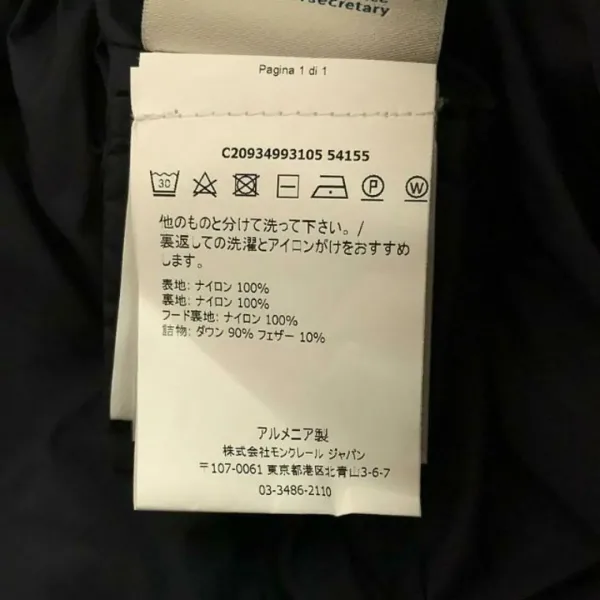 secretary
Pagina 1 di 1
C20934993105 54155
30
P
W
他のものと分けて洗って下さい。/
裏返しての洗濯とアイロンがけをおすすめ
します。
表地: ナイロン 100%
裏地: ナイロン 100%
フード裏地: ナイロン 100%
詰物: ダウン 90% フェザー 10%
アルメニア製
株式会社モンクレール ジャパン
〒107-0061 東京都港区北青山3-6-7
03-3486-2110